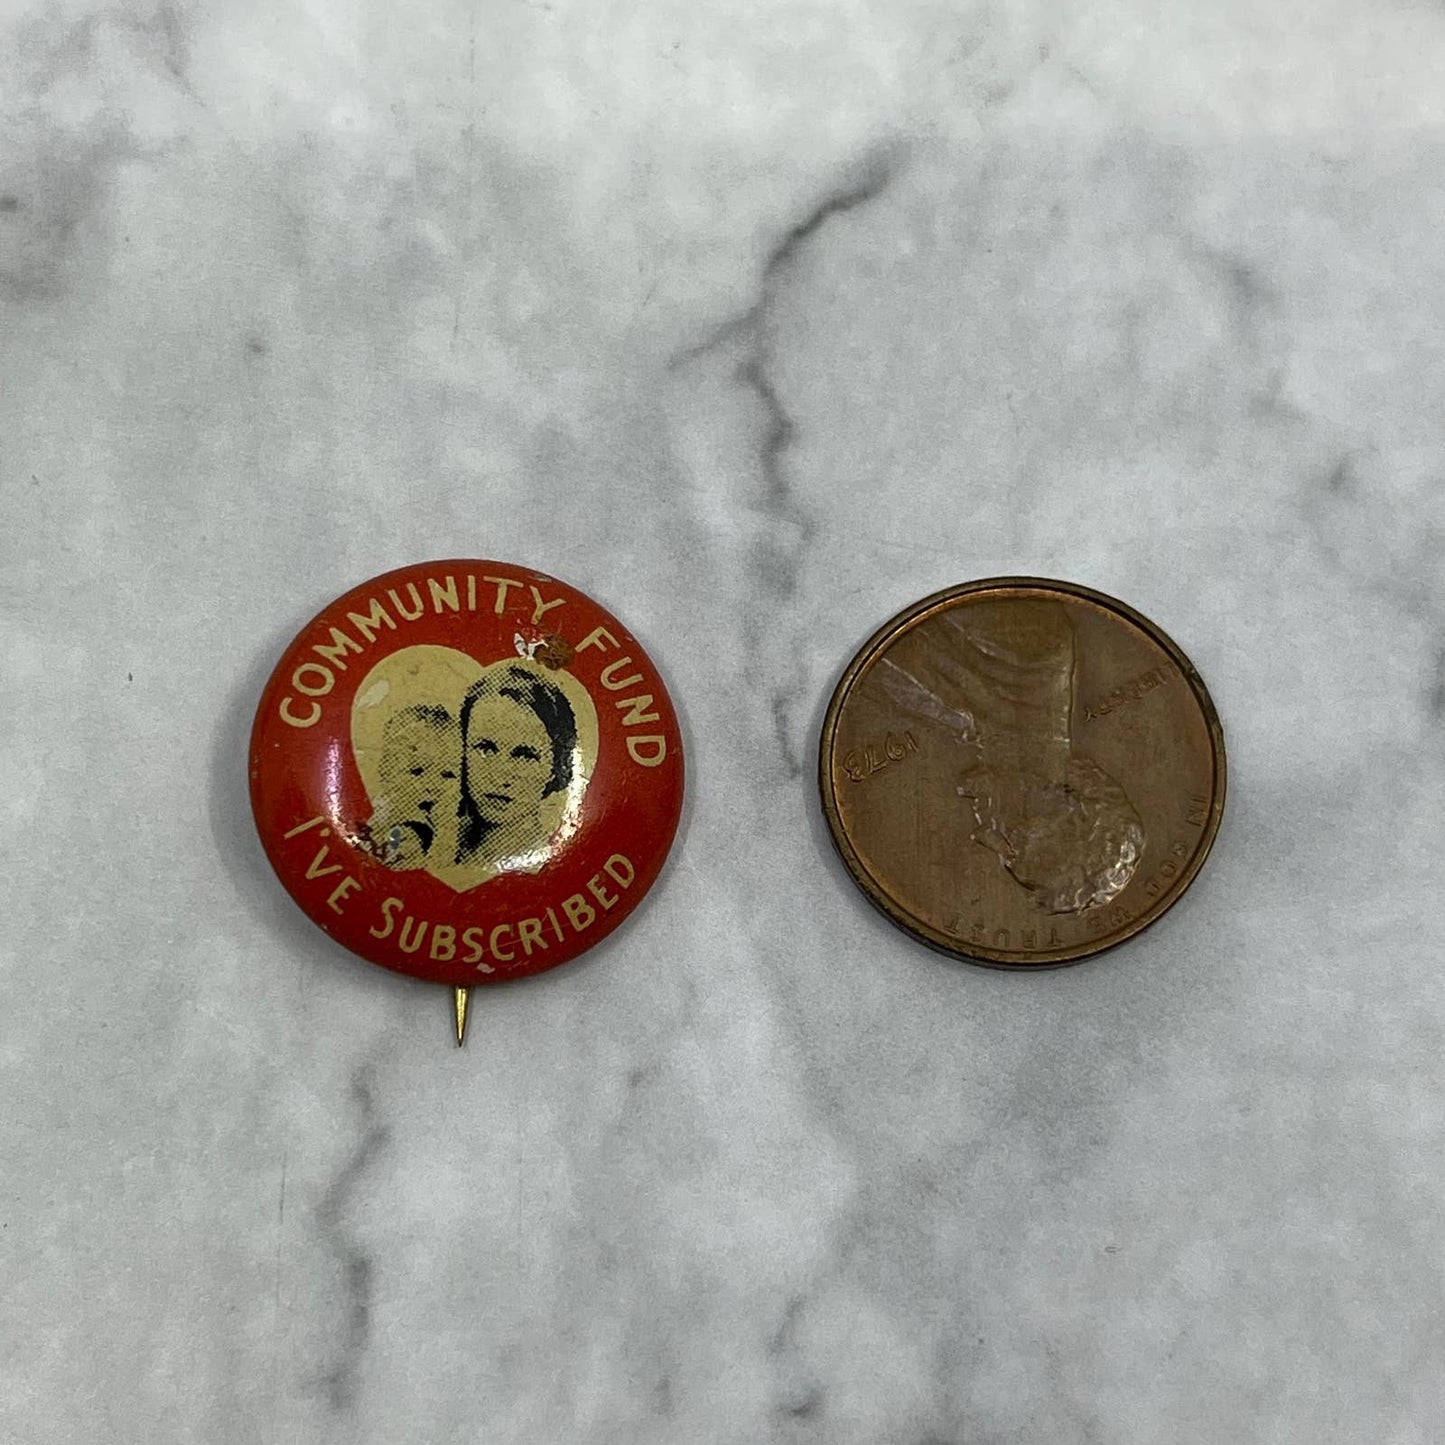 COMMUNITY FUND
I'VE SUBSCRIBED
IN GOD WE TRUST
LIBERTY
1973